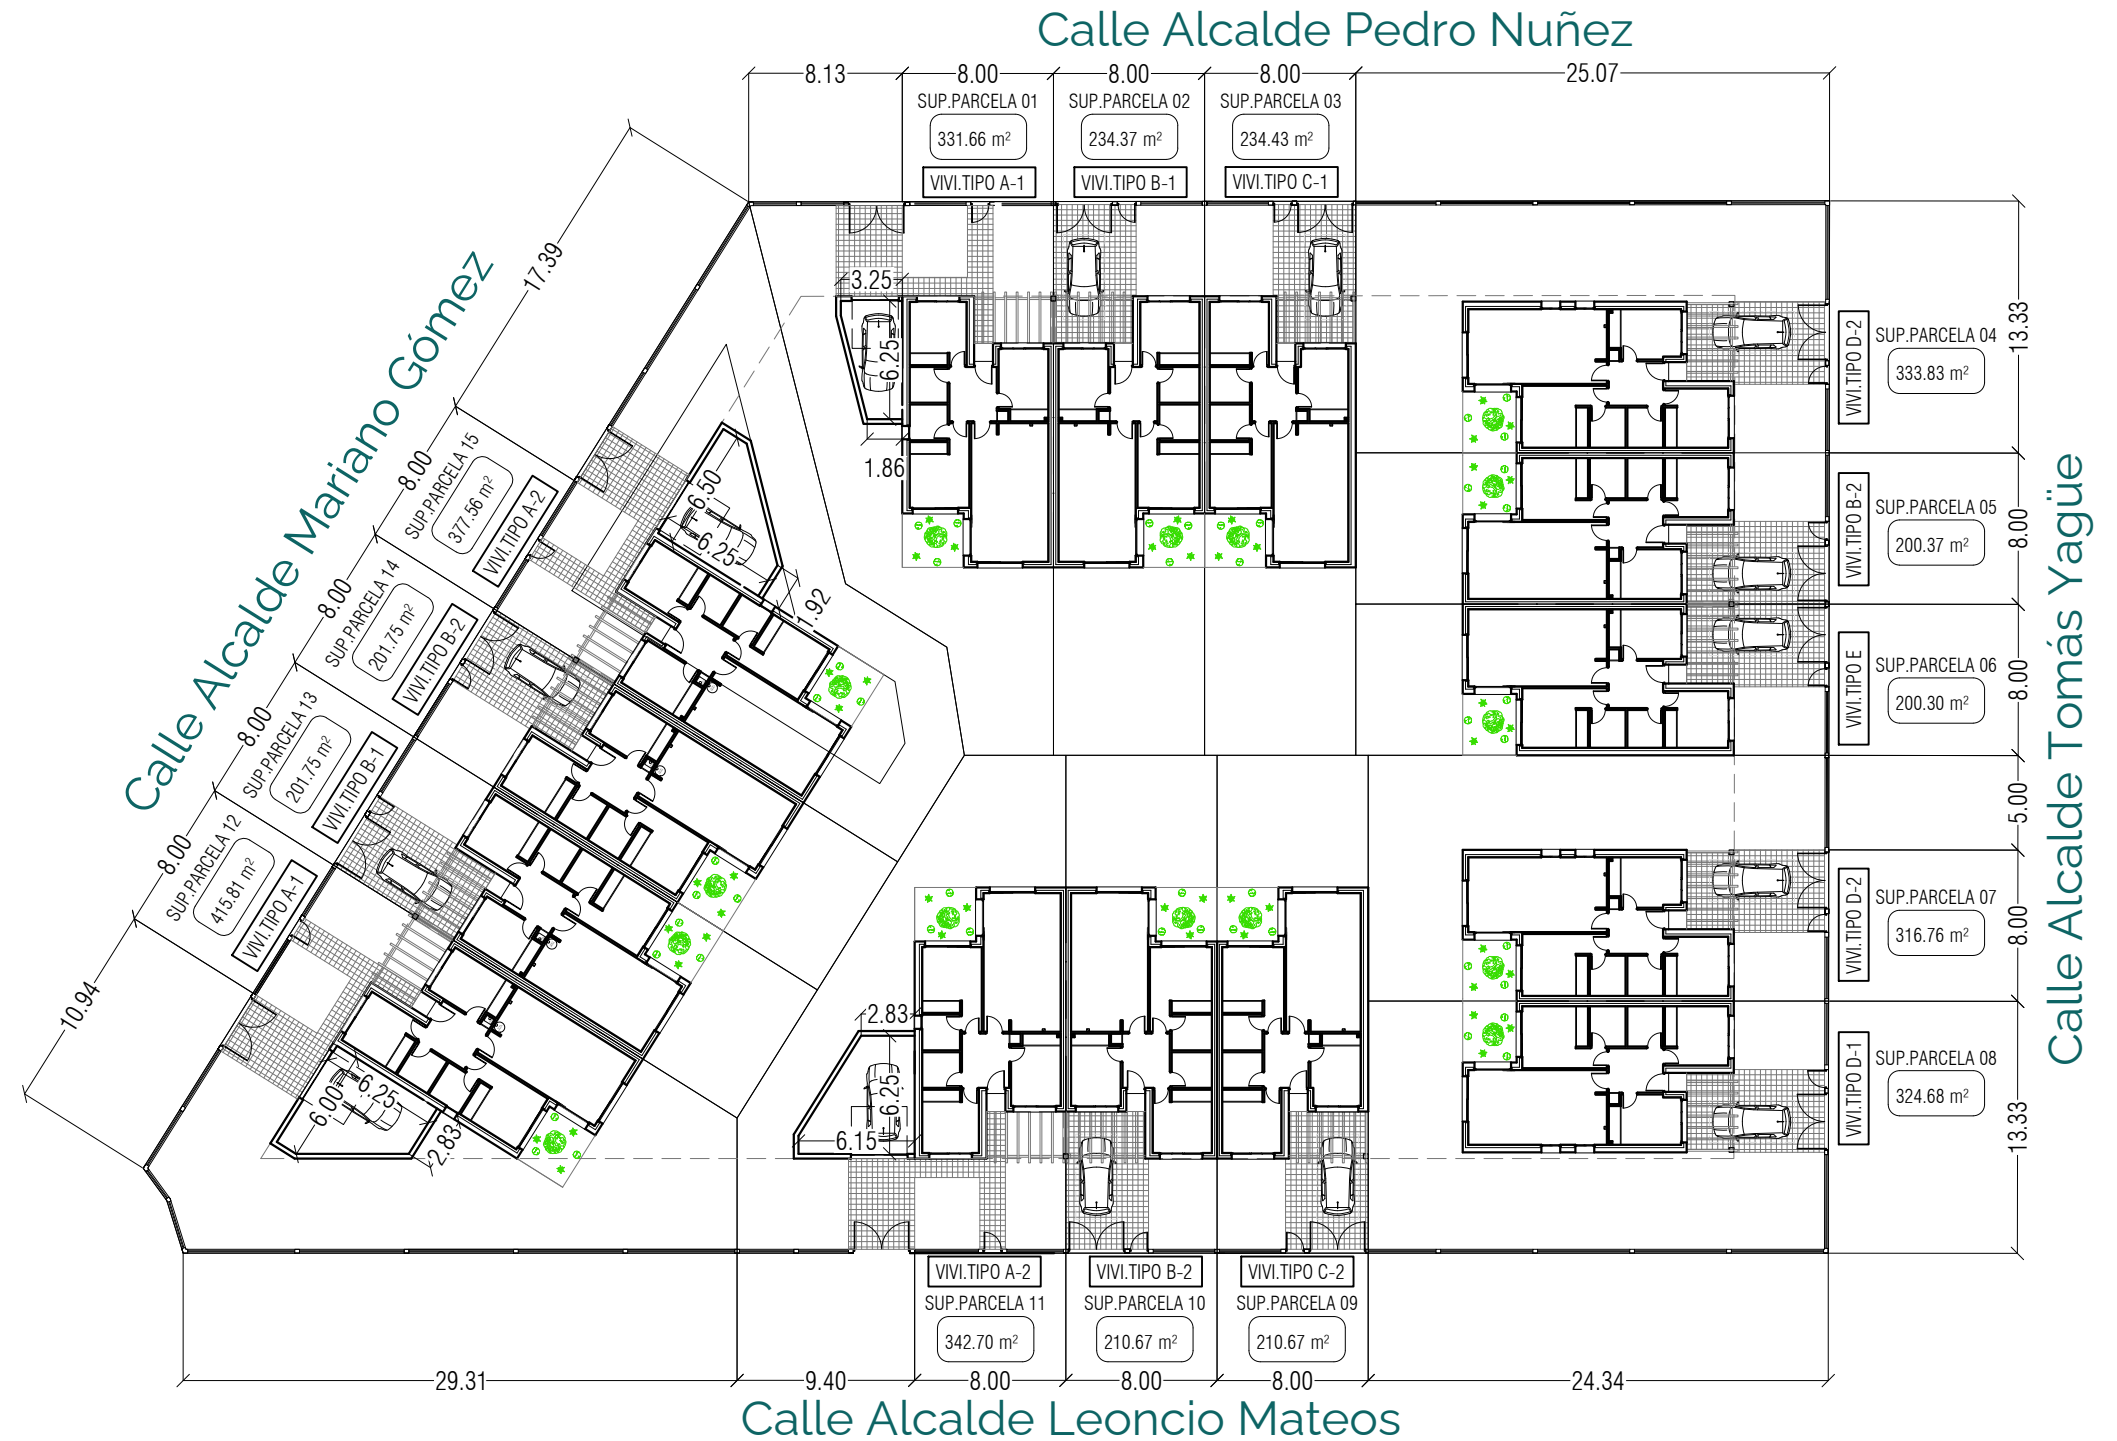 Calle Alcalde Pedro Nuñez
8.13
8.00
8.00
8.00
25.07
SUP.PARCELA 01
331.66 m²
VIVI.TIPO A-1
SUP.PARCELA 02
234.37 m²
VIVI.TIPO B-1
SUP.PARCELA 03
234.43 m²
VIVI.TIPO C-1
3.25
6.25
1.86
Calle Alcalde Mariano Gómez
17.39
8.00
8.00
8.00
8.00
10.94
SUP.PARCELA 15
377.56 m²
VIVI.TIPO A-2
SUP.PARCELA 14
201.75 m²
VIVI.TIPO B-2
SUP.PARCELA 13
201.75 m²
VIVI.TIPO B-1
SUP.PARCELA 12
415.81 m²
VIVI.TIPO A-1
6.50
6.25
1.92
6.00
6.25
2.83
2.83
6.25
6.15
VIVI.TIPO D-2
SUP.PARCELA 04
333.83 m²
VIVI.TIPO B-2
SUP.PARCELA 05
200.37 m²
VIVI.TIPO E
SUP.PARCELA 06
200.30 m²
VIVI.TIPO D-2
SUP.PARCELA 07
316.76 m²
VIVI.TIPO D-1
SUP.PARCELA 08
324.68 m²
13.33
8.00
8.00
5.00
8.00
13.33
Calle Alcalde Tomás Yagüe
VIVI.TIPO A-2
SUP.PARCELA 11
342.70 m²
VIVI.TIPO B-2
SUP.PARCELA 10
210.67 m²
VIVI.TIPO C-2
SUP.PARCELA 09
210.67 m²
29.31
9.40
8.00
8.00
8.00
24.34
Calle Alcalde Leoncio Mateos